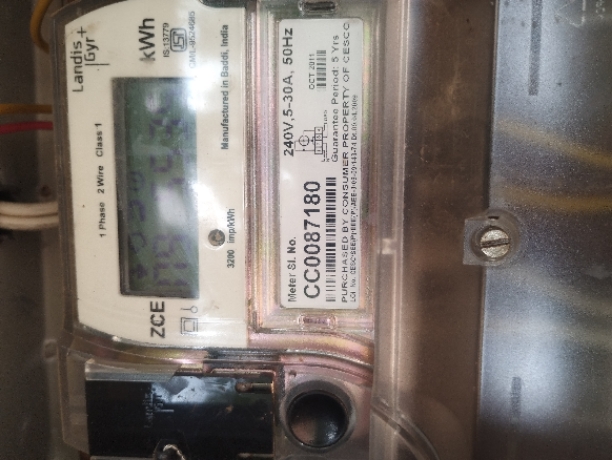 Landis
Gyr+
kWh
IS:13779
1 Phase 2 Wire Class 1
Manufactured in Baddi, India
3200 imp/kWh
ZCE
240V, 5-30A, 50Hz
OCT 2011
Guarantee Period: 5 Yrs
Meter Sl. No.
CC0087180
PURCHASED BY CONSUMER PROPERTY OF CESCO